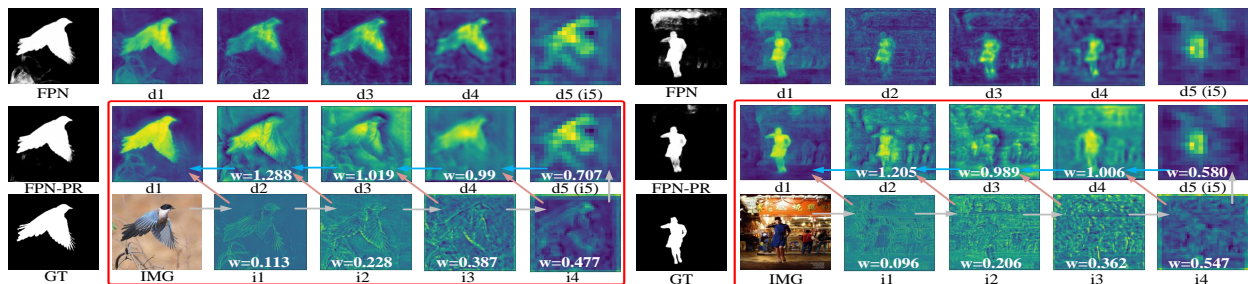 FPN d1 d2 d3 d4 d5 (i5) FPN d1 d2 d3 d4 d5 (i5)
w=1.288 w=1.019 w=0.99 w=0.707 w=1.205 w=0.989 w=1.006 w=0.580
FPN-PR d1 d2 d3 d4 d5 (i5) FPN-PR d1 d2 d3 d4 d5 (i5)
w=0.113 w=0.228 w=0.387 w=0.477 w=0.096 w=0.206 w=0.362 w=0.547
GT IMG i1 i2 i3 i4 GT IMG i1 i2 i3 i4